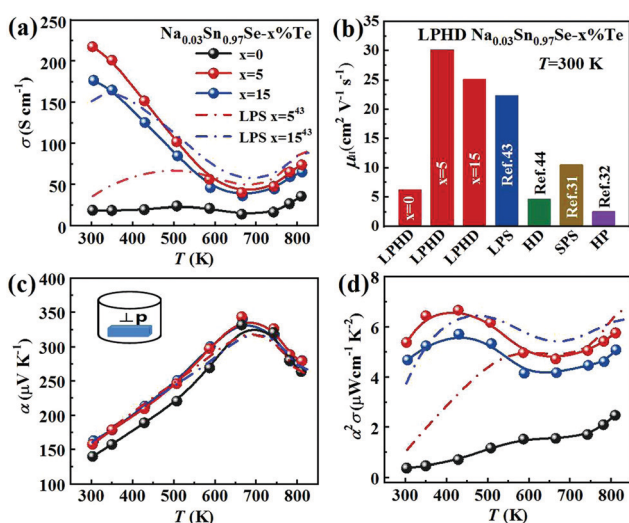 (a)
Na0.03Sn0.97Se-x%Te
x=0
x=5
x=15
LPS x=5^43
LPS x=15^43
σ (S cm⁻¹)
250
200
150
100
50
0
300 400 500 600 700 800
T (K)
(b)
LPHD Na0.03Sn0.97Se-x%Te
T=300 K
μH(cm² V⁻¹ s⁻¹)
35
30
25
20
15
10
5
0
x=0
x=5
x=15
Ref.43
Ref.44
Ref.31
Ref.32
LPHD
LPHD
LPHD
LPS
HD
SPS
HP
(c)
⊥p
α (μV K⁻¹)
400
350
300
250
200
150
100
300 400 500 600 700 800
T (K)
(d)
α²σ (μWcm⁻¹ K⁻²)
8
6
4
2
0
300 400 500 600 700 800
T (K)